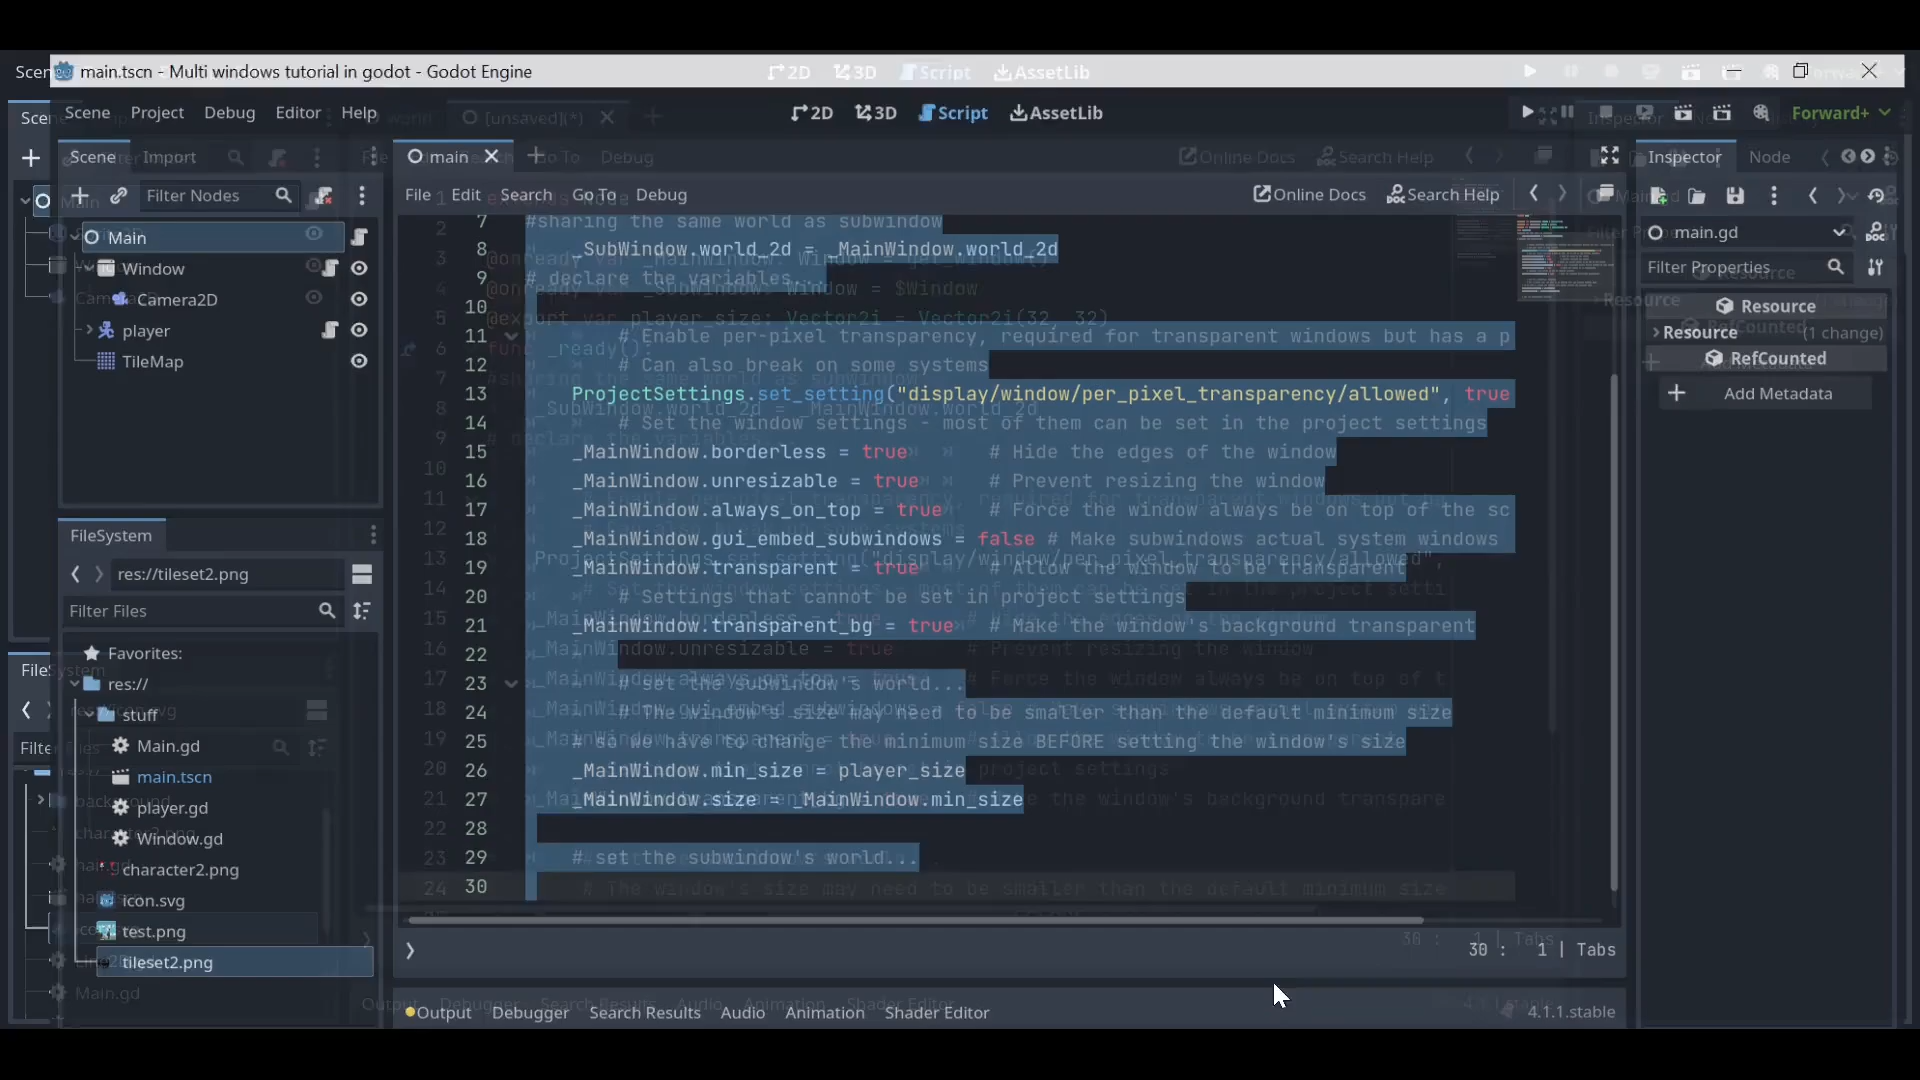 main.tscn - Multi windows tutorial in godot - Godot Engine
2D 3D Script AssetLib
Scene Project Debug Editor Help
[unsaved](*)
2D 3D Script AssetLib
Forward+
Scene Import
main
Go To Debug
Online Docs Search Help
Inspector Node
Filter Nodes
File Edit Search Go To Debug
Online Docs Search Help
Main
Window
Camera2D
player
TileMap
main.gd
Filter Properties
Resource
Resource (1 change)
RefCounted
Add Metadata
7 #sharing the same world as subwindow
8 _SubWindow.world_2d = _MainWindow.world_2d
9 # declare the variables...
10
11 # Enable per-pixel transparency, required for transparent windows but has a p
12 # Can also break on some systems
13 ProjectSettings.set_setting("display/window/per_pixel_transparency/allowed", true
14 # Set the window settings - most of them can be set in the project settings
15 _MainWindow.borderless = true # Hide the edges of the window
16 _MainWindow.unresizable = true # Prevent resizing the window
17 _MainWindow.always_on_top = true # Force the window always be on top of the sc
18 _MainWindow.gui_embed_subwindows = false # Make subwindows actual system windows
19 _MainWindow.transparent = true # Allow the window to be transparent
20 # Settings that cannot be set in project settings
21 _MainWindow.transparent_bg = true # Make the window's background transparent
22
23 # set the subwindow's world...
24 # The window's size may need to be smaller than the default minimum size
25 # so we have to change the minimum size BEFORE setting the window's size
26 _MainWindow.min_size = player_size
27 _MainWindow.size = _MainWindow.min_size
28
29 # set the subwindow's world...
30
30 : 1 | Tabs
FileSystem
res://tileset2.png
Filter Files
Favorites:
res://
stuff
Main.gd
main.tscn
player.gd
Window.gd
character2.png
icon.svg
test.png
tileset2.png
Main.gd
Output Debugger Search Results Audio Animation Shader Editor
4.1.1.stable